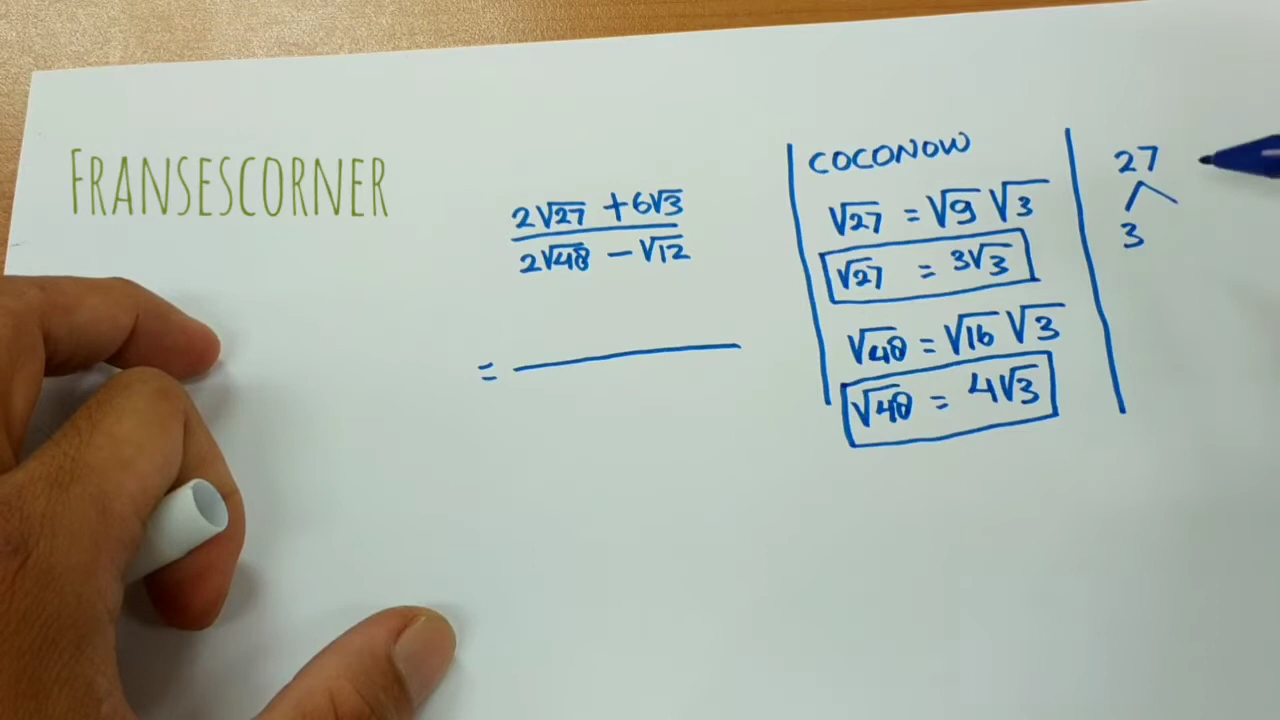 FRANSESCORNER
2√27 + 6√3
2√48 − √12
=
COCONOW
√27 = √9 √3
√27 = 3√3
√48 = √16 √3
√48 = 4√3
27
3